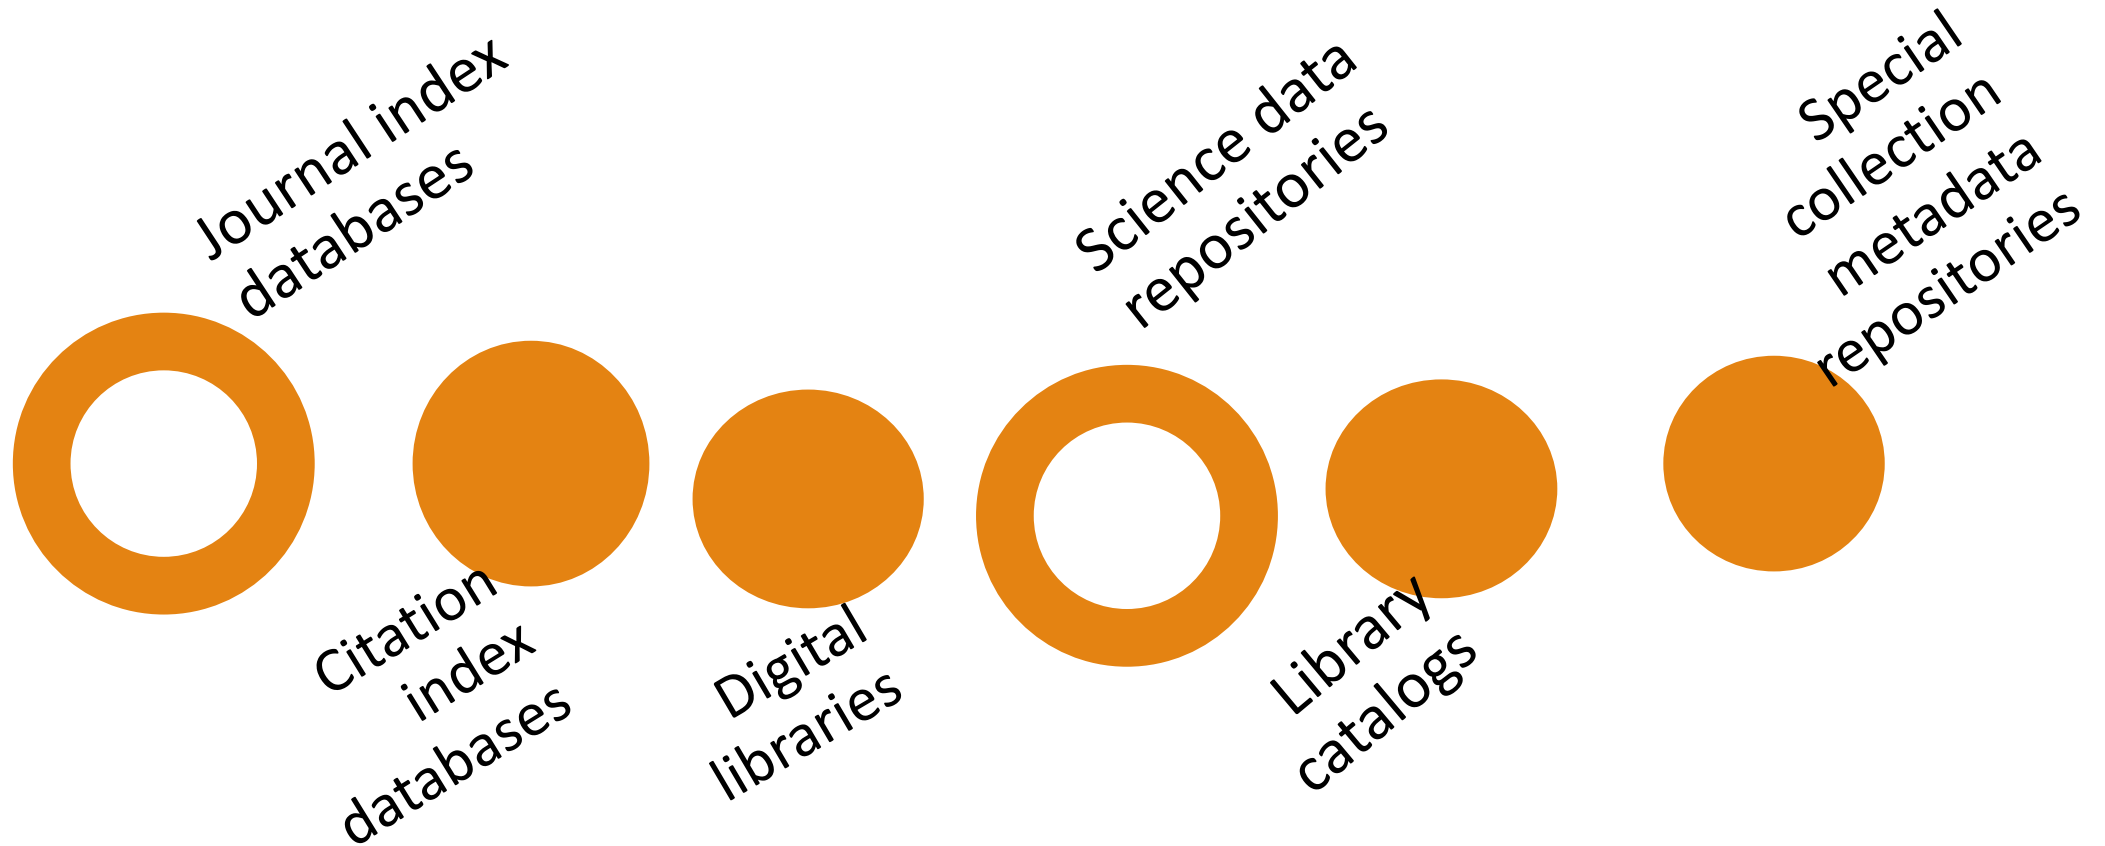 Journal index
databases
Citation
index
databases
Digital
libraries
Science data
repositories
Library
catalogs
Special
collection
metadata
repositories